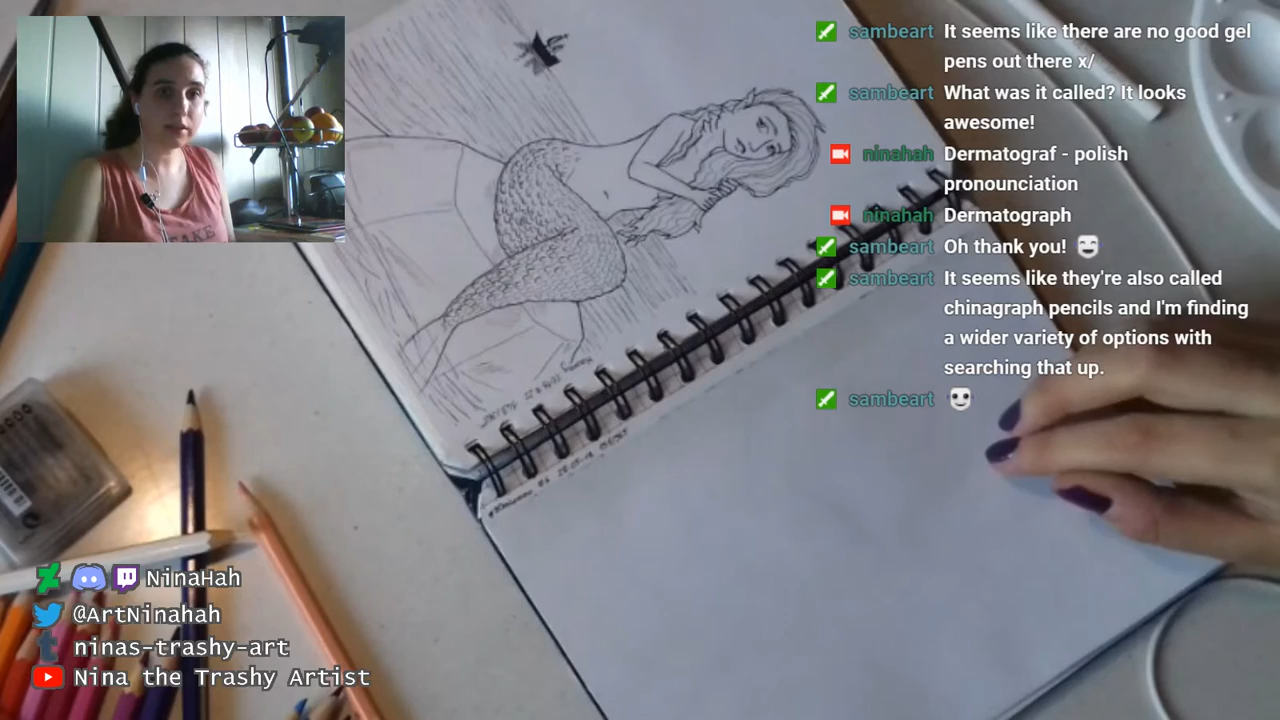 sambeart It seems like there are no good gel
pens out there x/
sambeart What was it called? It looks
awesome!
ninahah Dermatograf - polish
pronounciation
ninahah Dermatograph
sambeart Oh thank you!
sambeart It seems like they're also called
chinagraph pencils and I'm finding
a wider variety of options with
searching that up.
sambeart
NinaHah
@ArtNinahah
ninas-trashy-art
Nina the Trashy Artist